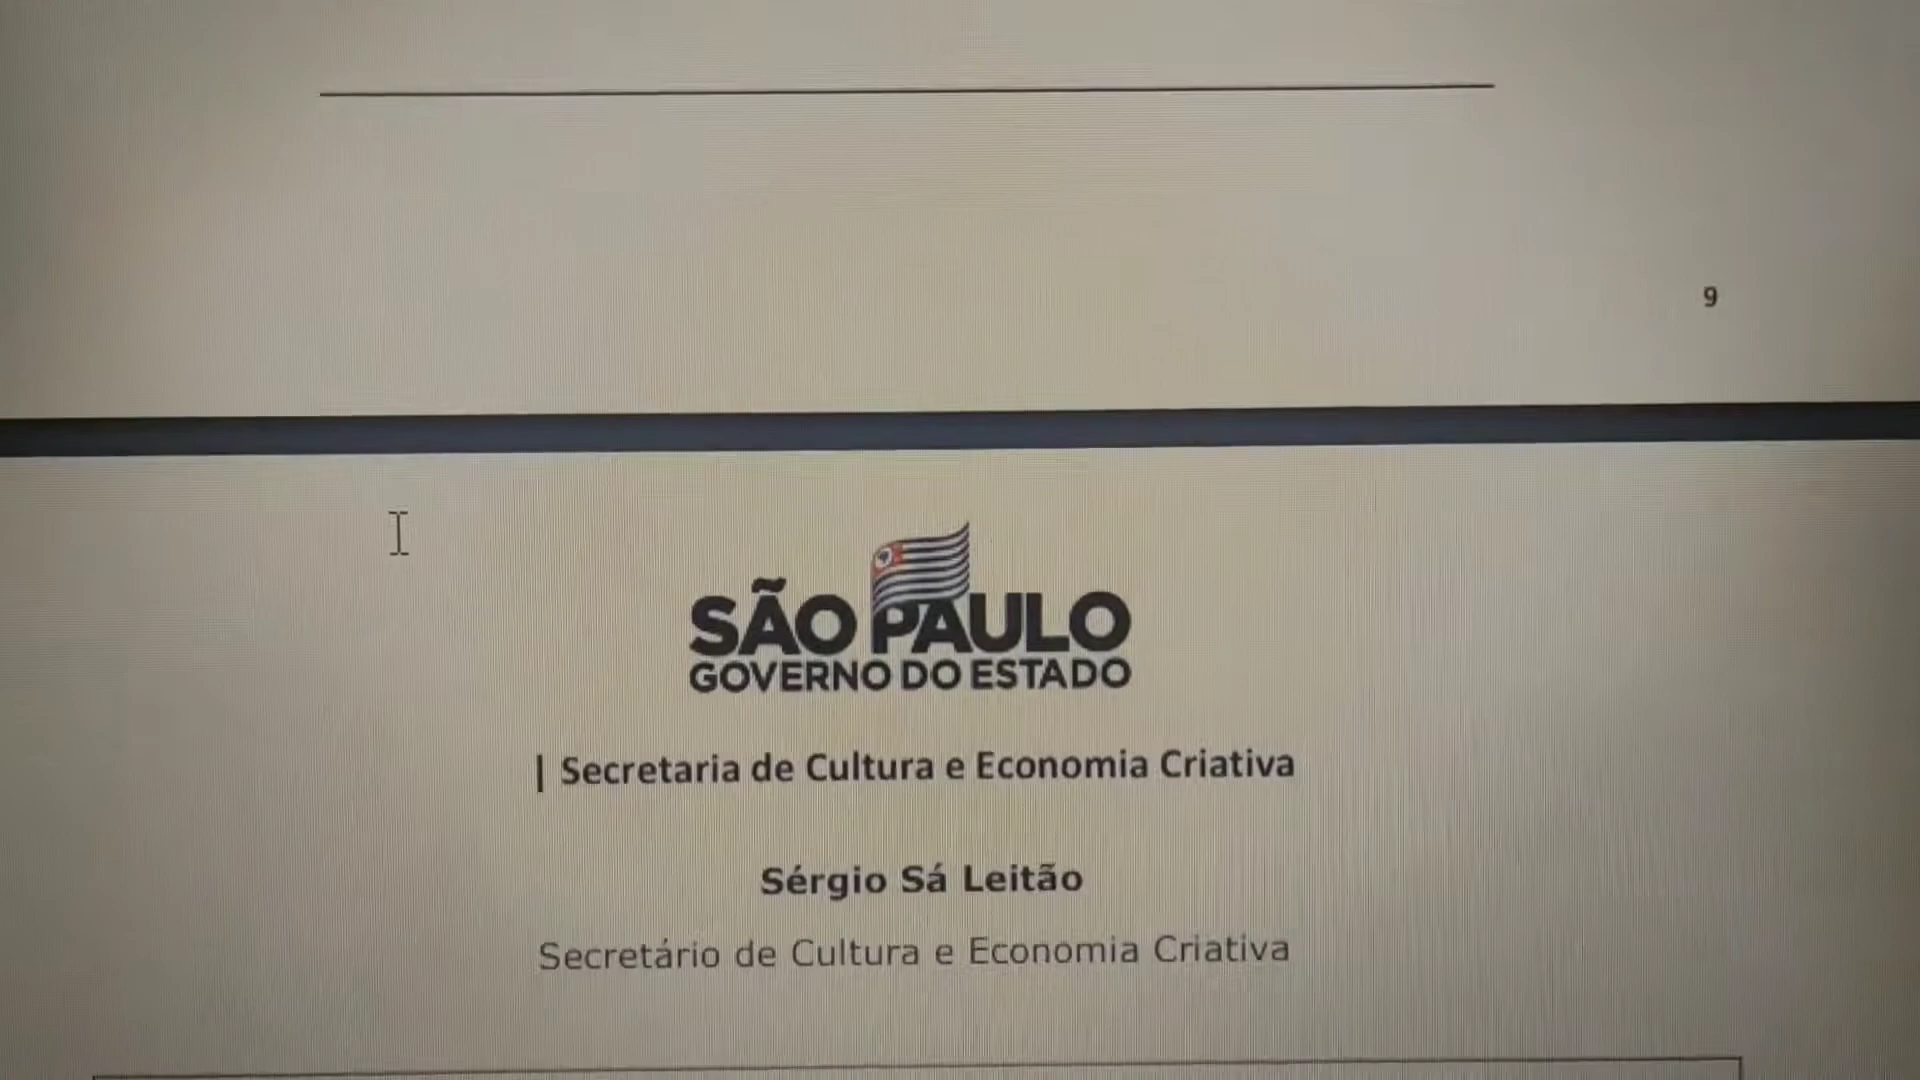 9
SÃO PAULO
GOVERNO DO ESTADO
| Secretaria de Cultura e Economia Criativa
Sérgio Sá Leitão
Secretário de Cultura e Economia Criativa